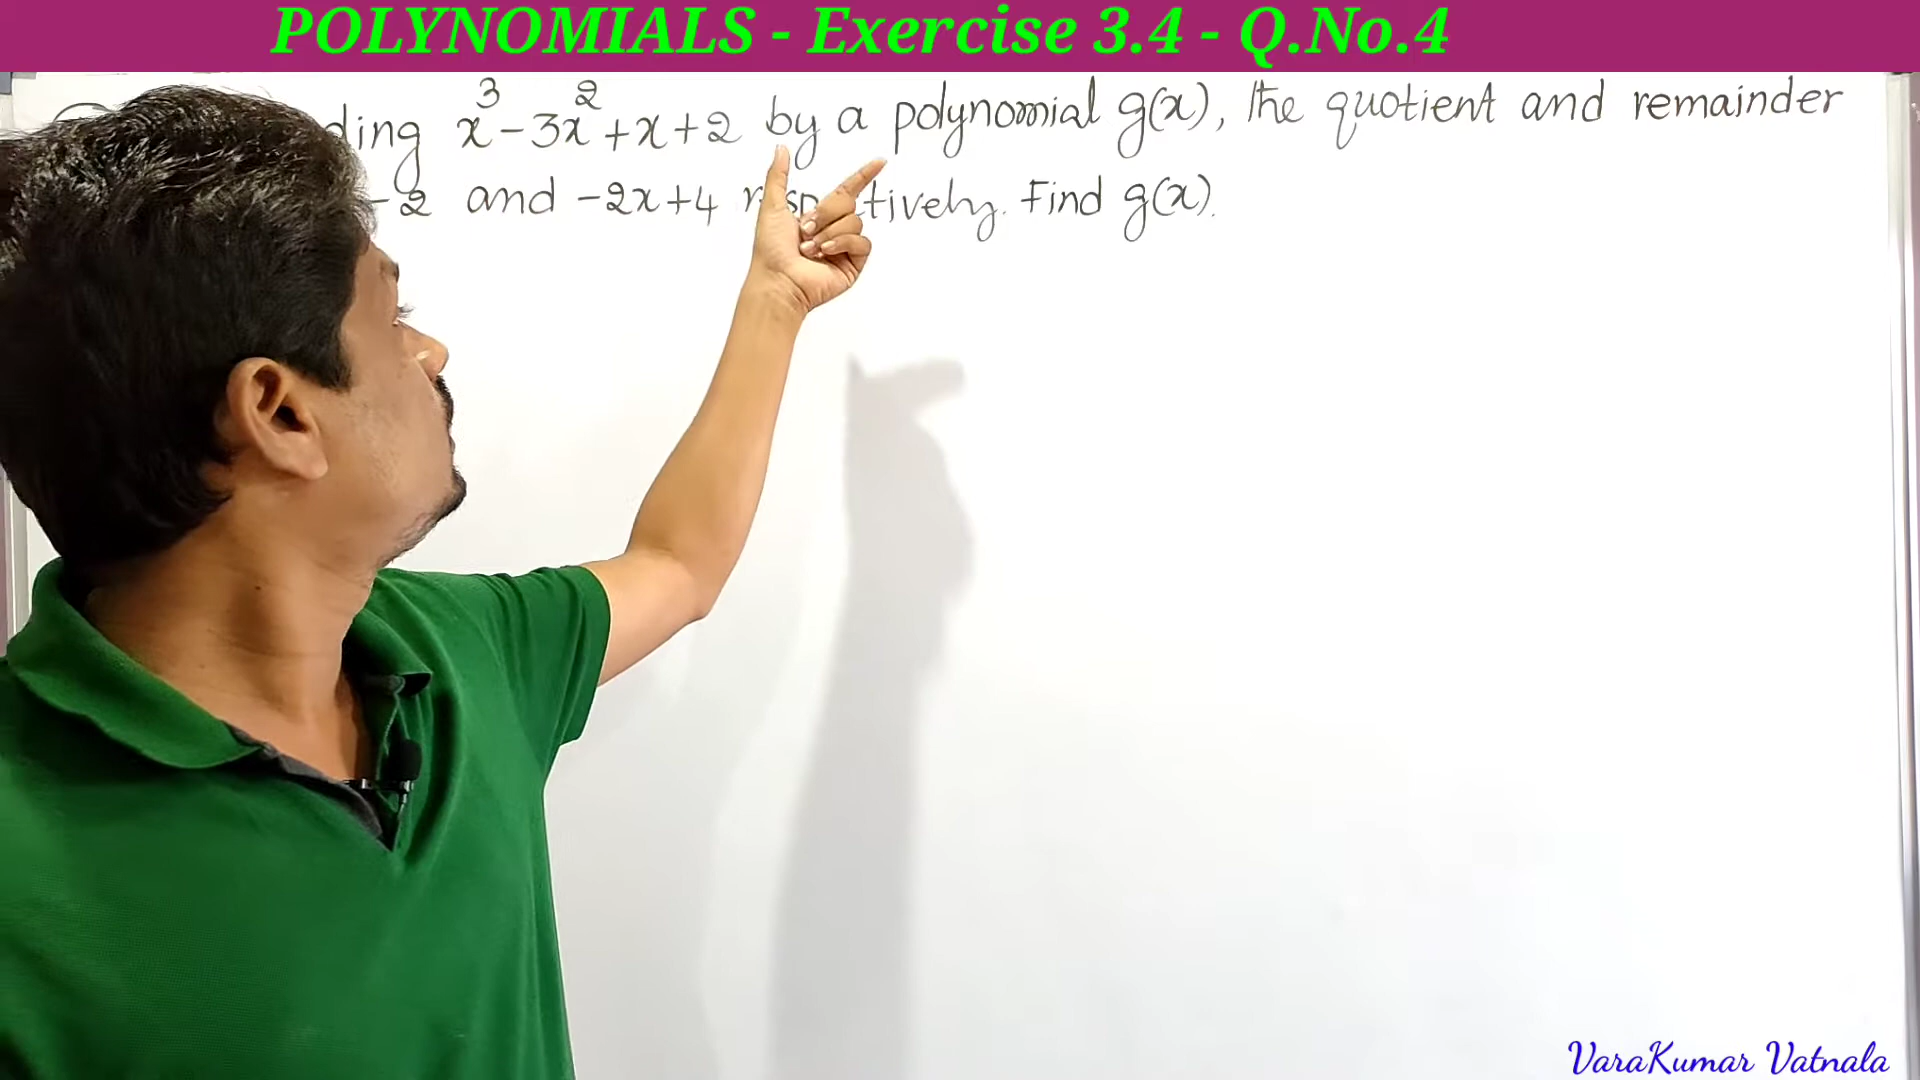 POLYNOMIALS - Exercise 3.4 - Q.No.4
ding x³-3x²+x+2 by a polynomial g(x), the quotient and remainder
-2 and -2x+4 respectively. Find g(x).
VaraKumar Vatnala